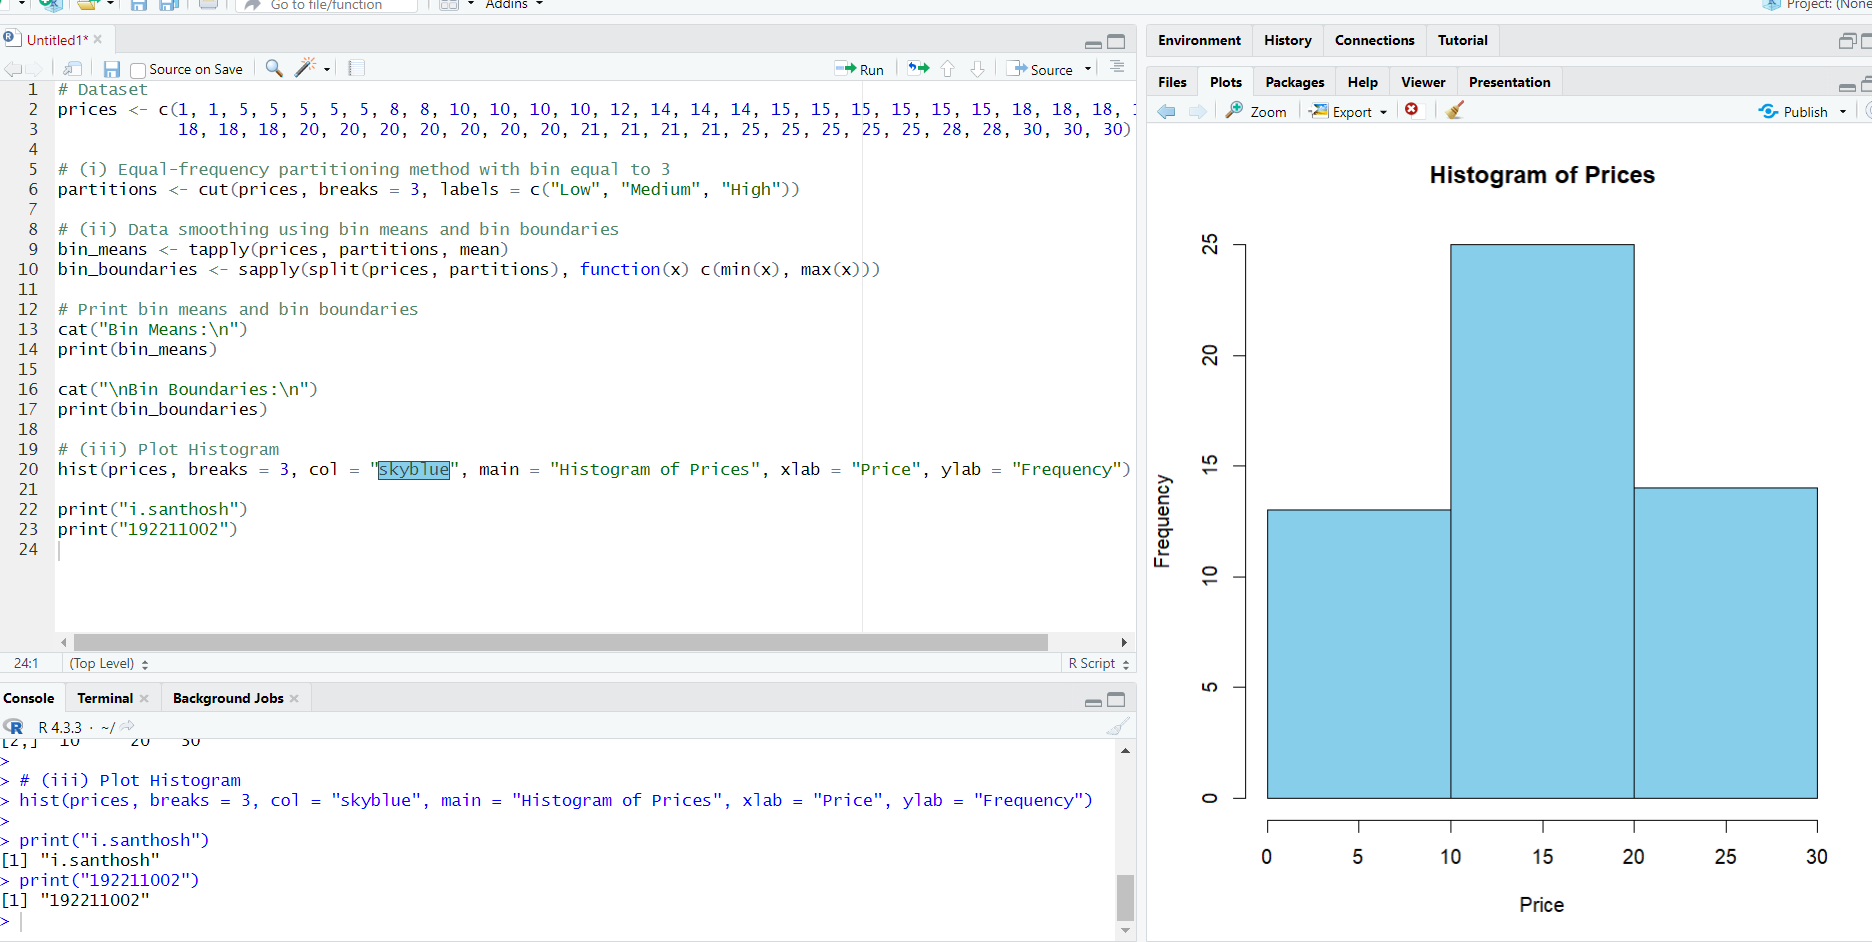 Go to file/function
Addins
Project: (None
Untitled1*
Source on Save
Run
Source
1 # Dataset
2 prices <- c(1, 1, 5, 5, 5, 5, 5, 8, 8, 10, 10, 10, 10, 12, 14, 14, 14, 15, 15, 15, 15, 15, 15, 18, 18, 18,
3 18, 18, 18, 20, 20, 20, 20, 20, 20, 20, 21, 21, 21, 21, 25, 25, 25, 25, 25, 28, 28, 30, 30, 30)
4
5 # (i) Equal-frequency partitioning method with bin equal to 3
6 partitions <- cut(prices, breaks = 3, labels = c("Low", "Medium", "High"))
7
8 # (ii) Data smoothing using bin means and bin boundaries
9 bin_means <- tapply(prices, partitions, mean)
10 bin_boundaries <- sapply(split(prices, partitions), function(x) c(min(x), max(x)))
11
12 # Print bin means and bin boundaries
13 cat("Bin Means:\n")
14 print(bin_means)
15
16 cat("\nBin Boundaries:\n")
17 print(bin_boundaries)
18
19 # (iii) Plot Histogram
20 hist(prices, breaks = 3, col = "skyblue", main = "Histogram of Prices", xlab = "Price", ylab = "Frequency")
21
22 print("i.santhosh")
23 print("192211002")
24
24:1
(Top Level)
R Script
Console
Terminal
Background Jobs
R 4.3.3 · ~/
[2,] 10 20 30
>
> # (iii) Plot Histogram
> hist(prices, breaks = 3, col = "skyblue", main = "Histogram of Prices", xlab = "Price", ylab = "Frequency")
>
> print("i.santhosh")
[1] "i.santhosh"
> print("192211002")
[1] "192211002"
>
Environment
History
Connections
Tutorial
Files
Plots
Packages
Help
Viewer
Presentation
Zoom
Export
Publish
Histogram of Prices
25
20
15
10
5
0
Frequency
0 5 10 15 20 25 30
Price